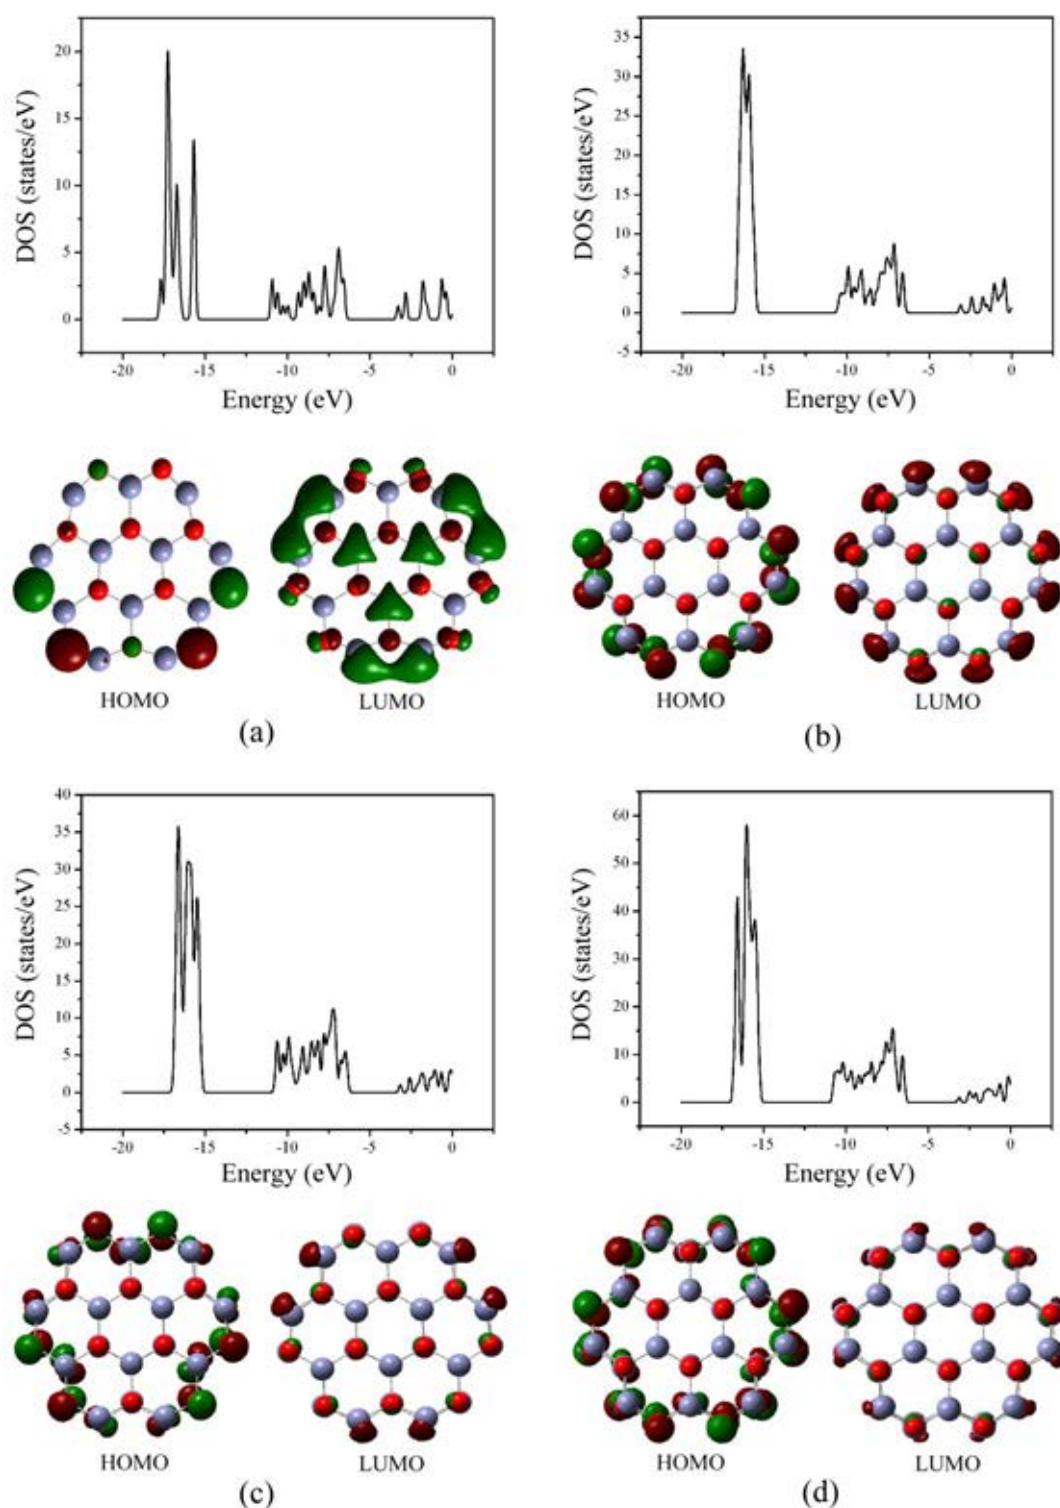 DOS (states/eV)
20
15
10
5
0
-20 -15 -10 -5 0
Energy (eV)
HOMO LUMO
(a)
DOS (states/eV)
35
30
25
20
15
10
5
0
-5
-20 -15 -10 -5 0
Energy (eV)
HOMO LUMO
(b)
DOS (states/eV)
40
35
30
25
20
15
10
5
0
-5
-20 -15 -10 -5 0
Energy (eV)
HOMO LUMO
(c)
DOS (states/eV)
60
50
40
30
20
10
0
-20 -15 -10 -5 0
Energy (eV)
HOMO LUMO
(d)